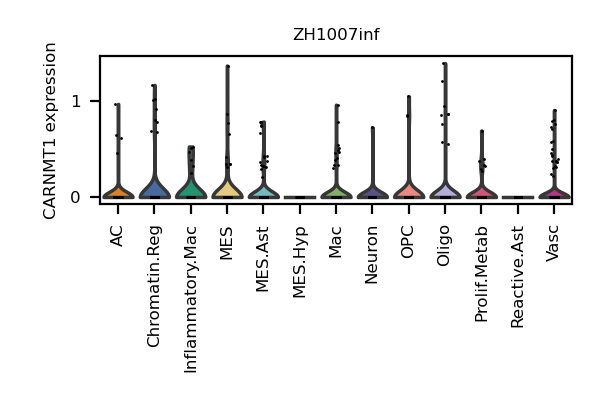 ZH1007inf
CARNMT1 expression
1
0
AC
Chromatin.Reg
Inflammatory.Mac
MES
MES.Ast
MES.Hyp
Mac
Neuron
OPC
Oligo
Prolif.Metab
Reactive.Ast
Vasc